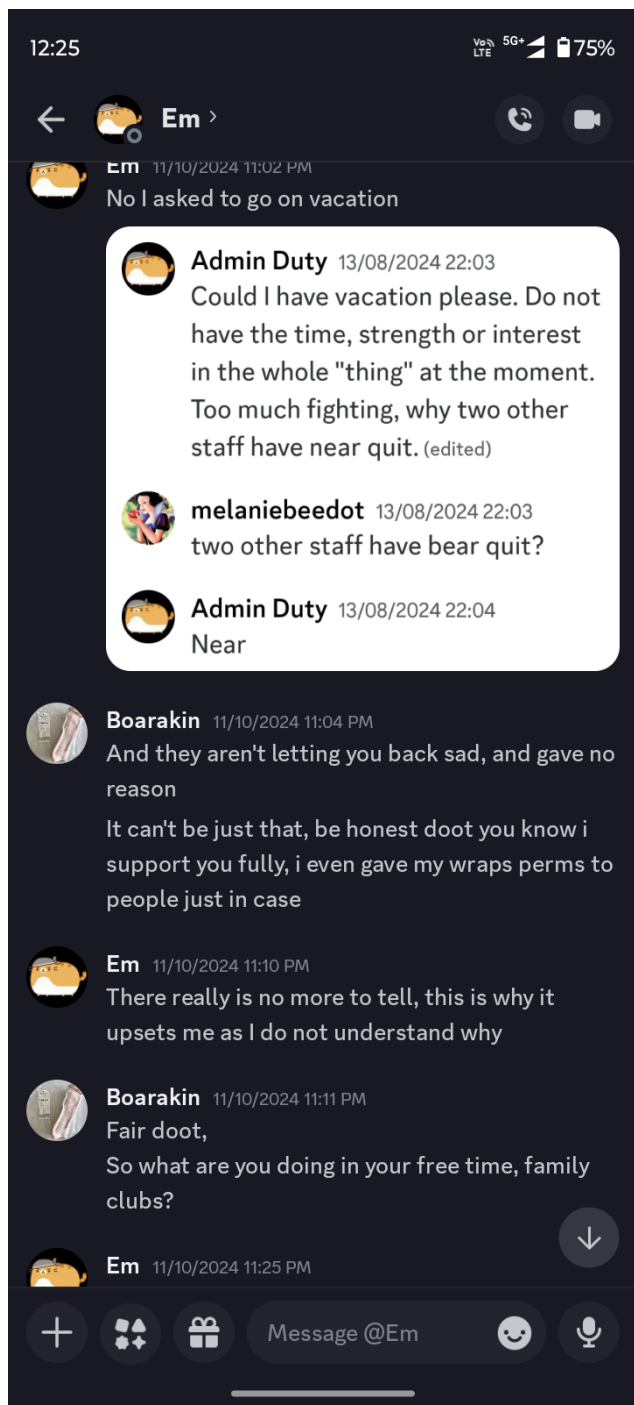 12:25
Vo) LTE 5G+ 75%
Em
Em 11/10/2024 11:02 PM
No I asked to go on vacation
Admin Duty 13/08/2024 22:03
Could I have vacation please. Do not
have the time, strength or interest
in the whole "thing" at the moment.
Too much fighting, why two other
staff have near quit. (edited)
melaniebeedot 13/08/2024 22:03
two other staff have bear quit?
Admin Duty 13/08/2024 22:04
Near
Boarakin 11/10/2024 11:04 PM
And they aren't letting you back sad, and gave no
reason
It can't be just that, be honest doot you know i
support you fully, i even gave my wraps perms to
people just in case
Em 11/10/2024 11:10 PM
There really is no more to tell, this is why it
upsets me as I do not understand why
Boarakin 11/10/2024 11:11 PM
Fair doot,
So what are you doing in your free time, family
clubs?
Em 11/10/2024 11:25 PM
Message @Em